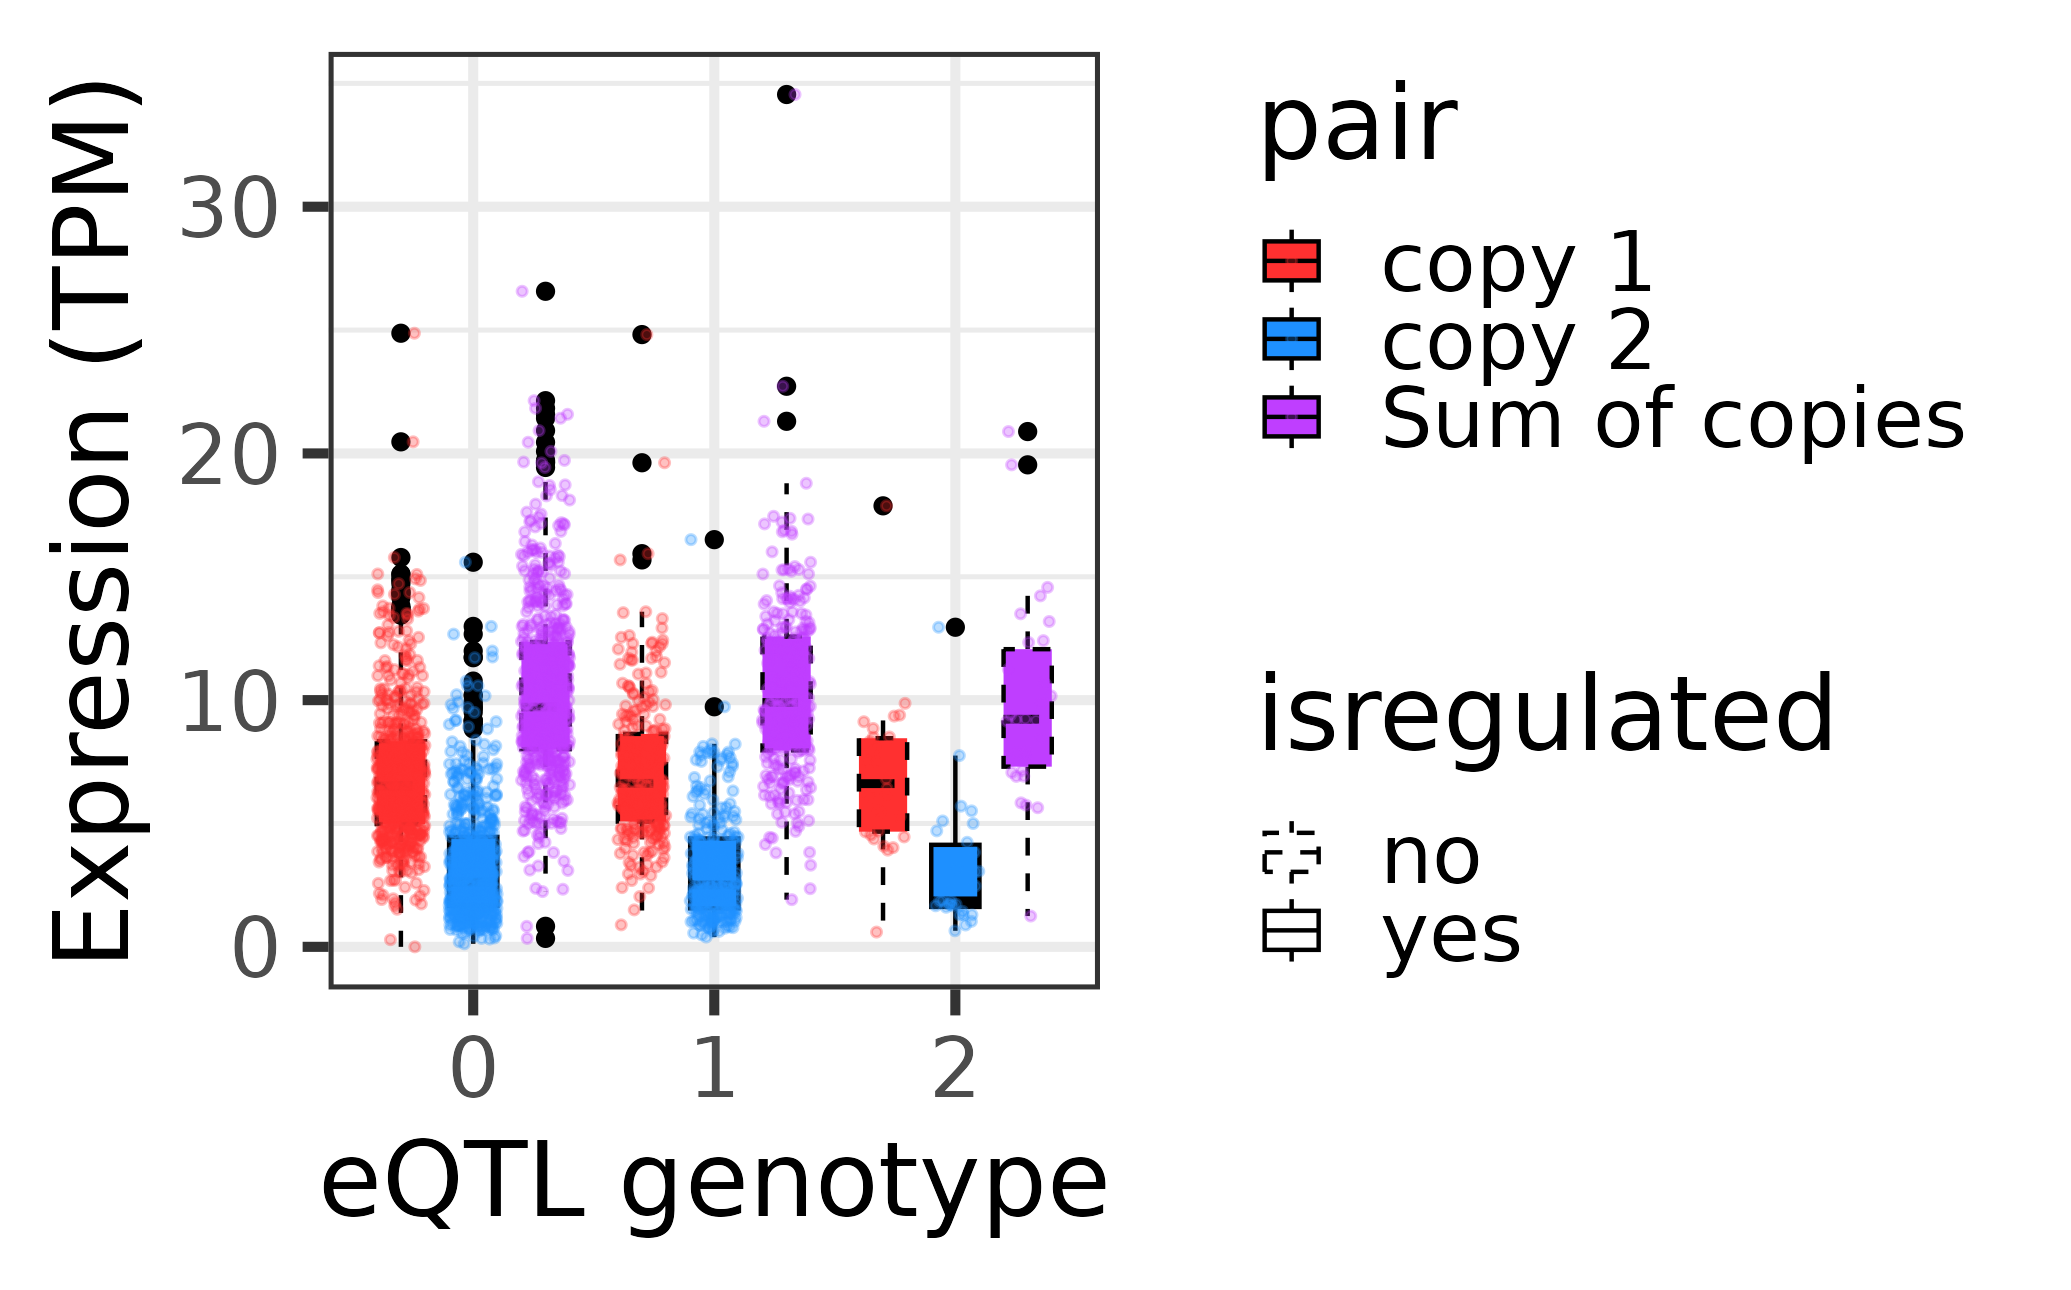 Expression (TPM)
30
20
10
0
0 1 2
eQTL genotype
pair
copy 1
copy 2
Sum of copies
isregulated
no
yes